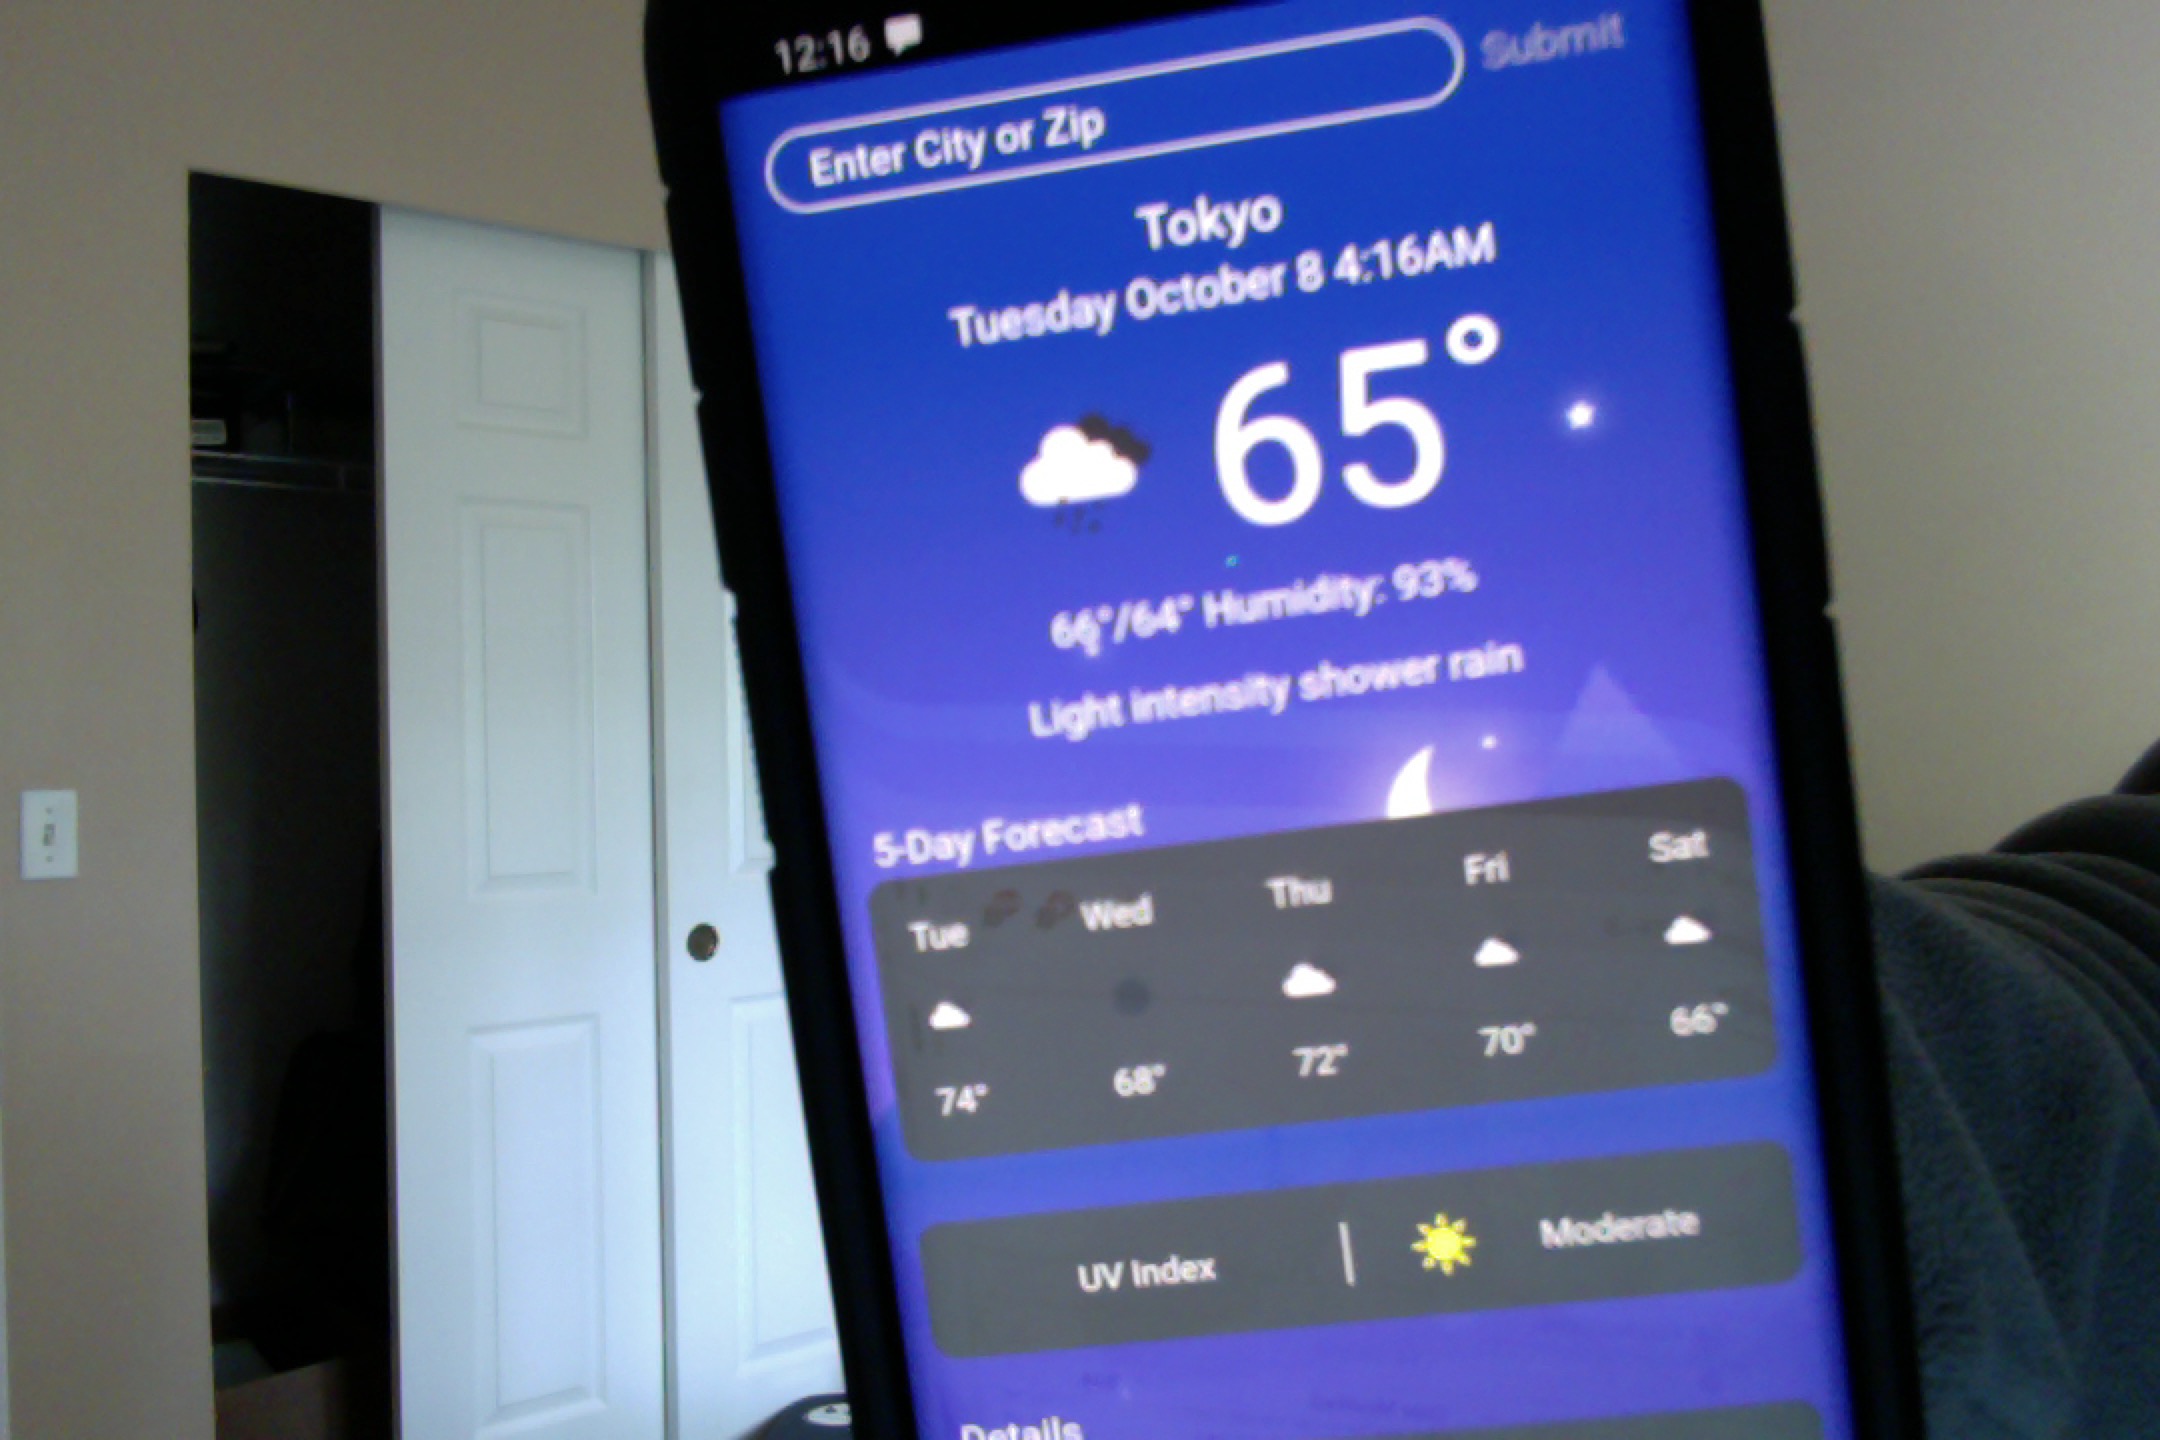 12:16
Enter City or Zip
Submit
Tokyo
Tuesday October 8 4:16AM
65°
66°/64° Humidity: 93%
Light intensity shower rain
5-Day Forecast
Tue Wed Thu Fri Sat
74° 68° 72° 70° 66°
UV Index | Moderate
Details